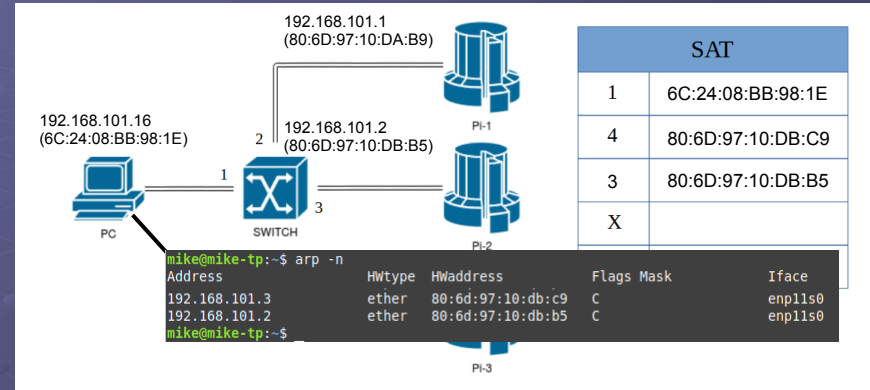 192.168.101.1
(80:6D:97:10:DA:B9)
SAT
1 6C:24:08:BB:98:1E
192.168.101.16
(6C:24:08:BB:98:1E)
Pi-1
2
192.168.101.2
(80:6D:97:10:DB:B5)
4 80:6D:97:10:DB:C9
1
3 80:6D:97:10:DB:B5
3
PC
SWITCH
X
Pi-2
mike@mike-tp:~$ arp -n
Address HWtype HWaddress Flags Mask Iface
192.168.101.3 ether 80:6d:97:10:db:c9 C enp11s0
192.168.101.2 ether 80:6d:97:10:db:b5 C enp11s0
mike@mike-tp:~$
Pi-3